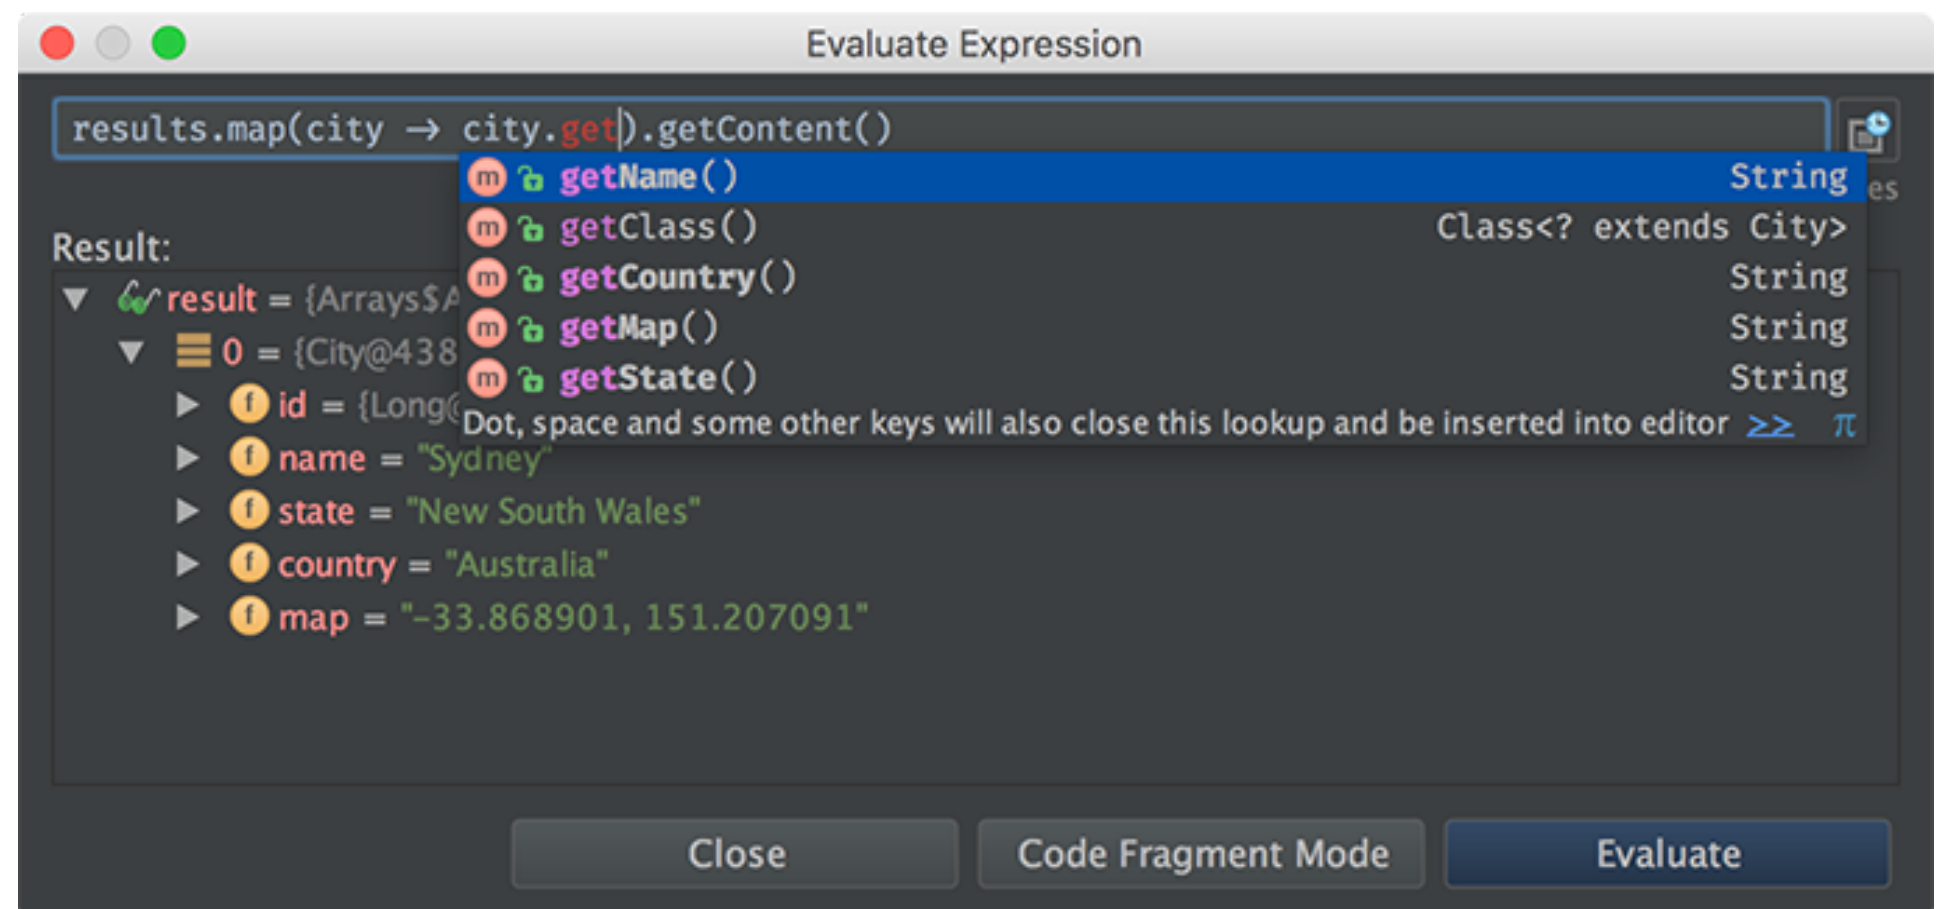 Evaluate Expression
results.map(city → city.get).getContent()
m getName() String
es
m getClass() Class<? extends City>
Result:
m getCountry() String
result = {Arrays$A
m getMap() String
0 = {City@438
m getState() String
f id = {Long@
Dot, space and some other keys will also close this lookup and be inserted into editor >> π
f name = "Sydney"
f state = "New South Wales"
f country = "Australia"
f map = "-33.868901, 151.207091"
Close Code Fragment Mode Evaluate